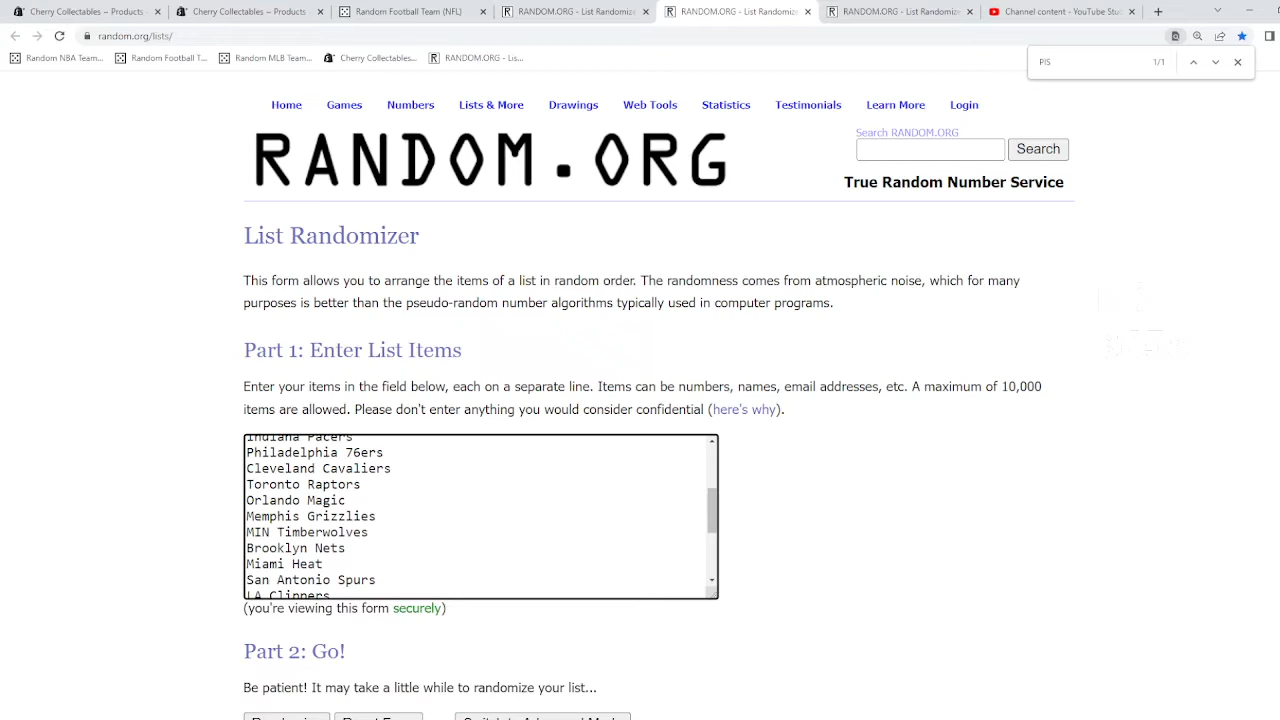 Cherry Collectables ~ Products
Cherry Collectables ~ Products
Random Football Team (NFL)
RANDOM.ORG - List Randomize
RANDOM.ORG - List Randomize
RANDOM.ORG - List Randomize
Channel content - YouTube Stud
random.org/lists/
Random NBA Team...
Random Football T...
Random MLB Team...
Cherry Collectables...
RANDOM.ORG - Lis...
PIS
1/1
Home Games Numbers Lists & More Drawings Web Tools Statistics Testimonials Learn More Login
RANDOM.ORG
Search RANDOM.ORG
Search
True Random Number Service
List Randomizer
This form allows you to arrange the items of a list in random order. The randomness comes from atmospheric noise, which for many
purposes is better than the pseudo-random number algorithms typically used in computer programs.
Part 1: Enter List Items
Enter your items in the field below, each on a separate line. Items can be numbers, names, email addresses, etc. A maximum of 10,000
items are allowed. Please don't enter anything you would consider confidential (here's why).
Indiana Pacers
Philadelphia 76ers
Cleveland Cavaliers
Toronto Raptors
Orlando Magic
Memphis Grizzlies
MIN Timberwolves
Brooklyn Nets
Miami Heat
San Antonio Spurs
LA Clippers
(you're viewing this form securely)
Part 2: Go!
Be patient! It may take a little while to randomize your list...